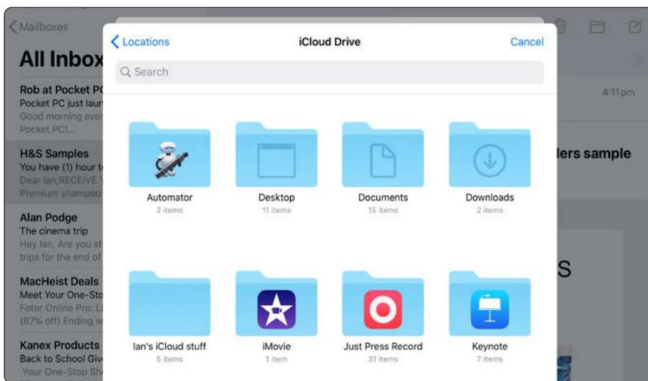 Mailboxes
All Inbox
Rob at Pocket P
Pocket PC just laun
4:11pm
Good morning ever
Pocket PC!...
H&S Samples
You have (1) hour t
Dear Ian,RECEIVE
Premium shampoo
Alan Podge
The cinema trip
Hey Ian, Are you st
trips for the end of
MacHeist Deals
Meet Your One-Sto
Fotor Online Pro: L
(87% off) Ending s
Kanex Products
Back to School Giv
Your One-Stop Sh
Locations
iCloud Drive
Cancel
Search
Automator
2 items
Desktop
11 items
Documents
15 items
Downloads
2 items
Ian's iCloud stuff
5 items
iMovie
1 item
Just Press Record
31 items
Keynote
7 items
lers sample
S